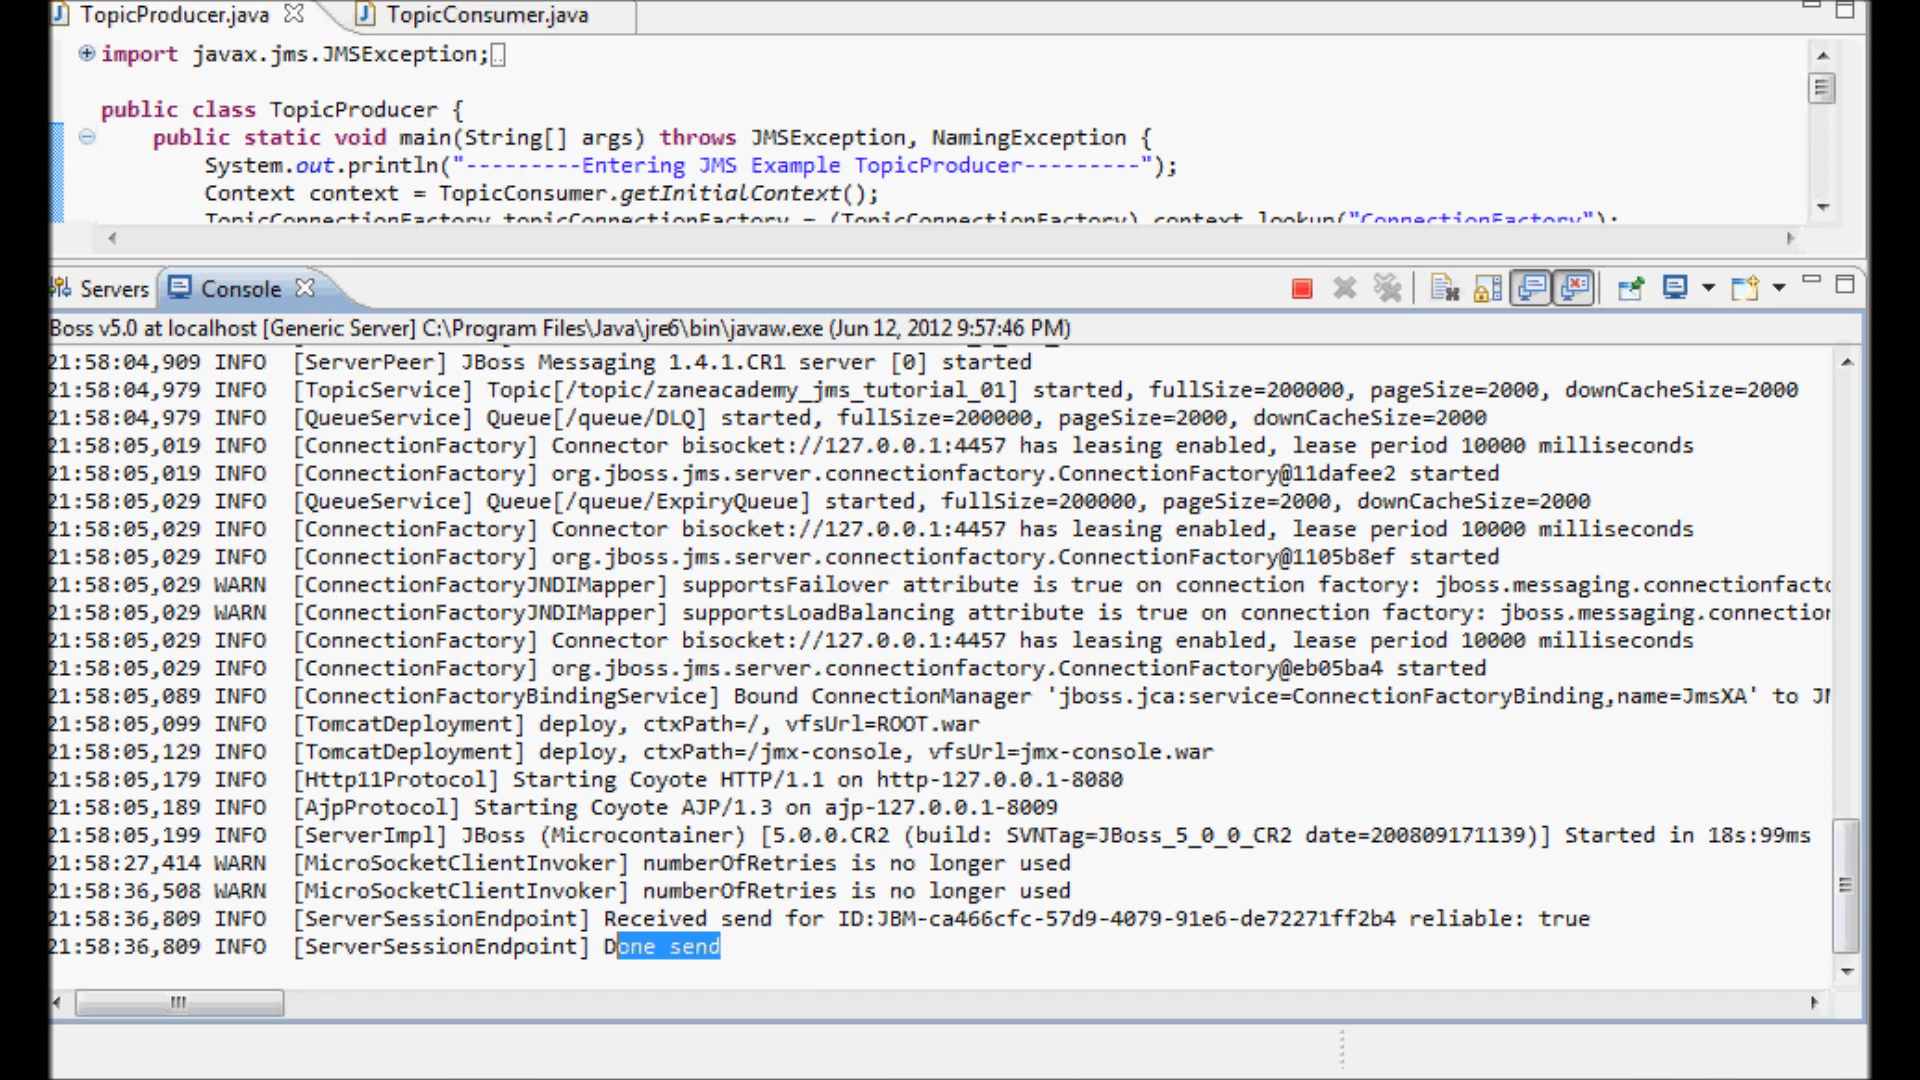 TopicProducer.java TopicConsumer.java
import javax.jms.JMSException;
public class TopicProducer {
public static void main(String[] args) throws JMSException, NamingException {
System.out.println("---------Entering JMS Example TopicProducer---------");
Context context = TopicConsumer.getInitialContext();
TopicConnectionFactory topicConnectionFactory = (TopicConnectionFactory) context.lookup("ConnectionFactory");
Servers Console
Boss v5.0 at localhost [Generic Server] C:\Program Files\Java\jre6\bin\javaw.exe (Jun 12, 2012 9:57:46 PM)
21:58:04,909 INFO [ServerPeer] JBoss Messaging 1.4.1.CR1 server [0] started
21:58:04,979 INFO [TopicService] Topic[/topic/zaneacademy_jms_tutorial_01] started, fullSize=200000, pageSize=2000, downCacheSize=2000
21:58:04,979 INFO [QueueService] Queue[/queue/DLQ] started, fullSize=200000, pageSize=2000, downCacheSize=2000
21:58:05,019 INFO [ConnectionFactory] Connector bisocket://127.0.0.1:4457 has leasing enabled, lease period 10000 milliseconds
21:58:05,019 INFO [ConnectionFactory] org.jboss.jms.server.connectionfactory.ConnectionFactory@11dafee2 started
21:58:05,029 INFO [QueueService] Queue[/queue/ExpiryQueue] started, fullSize=200000, pageSize=2000, downCacheSize=2000
21:58:05,029 INFO [ConnectionFactory] Connector bisocket://127.0.0.1:4457 has leasing enabled, lease period 10000 milliseconds
21:58:05,029 INFO [ConnectionFactory] org.jboss.jms.server.connectionfactory.ConnectionFactory@1105b8ef started
21:58:05,029 WARN [ConnectionFactoryJNDIMapper] supportsFailover attribute is true on connection factory: jboss.messaging.connectionfacto
21:58:05,029 WARN [ConnectionFactoryJNDIMapper] supportsLoadBalancing attribute is true on connection factory: jboss.messaging.connection
21:58:05,029 INFO [ConnectionFactory] Connector bisocket://127.0.0.1:4457 has leasing enabled, lease period 10000 milliseconds
21:58:05,029 INFO [ConnectionFactory] org.jboss.jms.server.connectionfactory.ConnectionFactory@eb05ba4 started
21:58:05,089 INFO [ConnectionFactoryBindingService] Bound ConnectionManager 'jboss.jca:service=ConnectionFactoryBinding,name=JmsXA' to
21:58:05,099 INFO [TomcatDeployment] deploy, ctxPath=/, vfsUrl=ROOT.war
21:58:05,129 INFO [TomcatDeployment] deploy, ctxPath=/jmx-console, vfsUrl=jmx-console.war
21:58:05,179 INFO [Http11Protocol] Starting Coyote HTTP/1.1 on http-127.0.0.1-8080
21:58:05,189 INFO [AjpProtocol] Starting Coyote AJP/1.3 on ajp-127.0.0.1-8009
21:58:05,199 INFO [ServerImpl] JBoss (Microcontainer) [5.0.0.CR2 (build: SVNTag=JBoss_5_0_0_CR2 date=200809171139)] Started in 18s:99ms
21:58:27,414 WARN [MicroSocketClientInvoker] numberOfRetries is no longer used
21:58:36,508 WARN [MicroSocketClientInvoker] numberOfRetries is no longer used
21:58:36,809 INFO [ServerSessionEndpoint] Received send for ID:JBM-ca466cfc-57d9-4079-91e6-de72271ff2b4 reliable: true
21:58:36,809 INFO [ServerSessionEndpoint] Done send